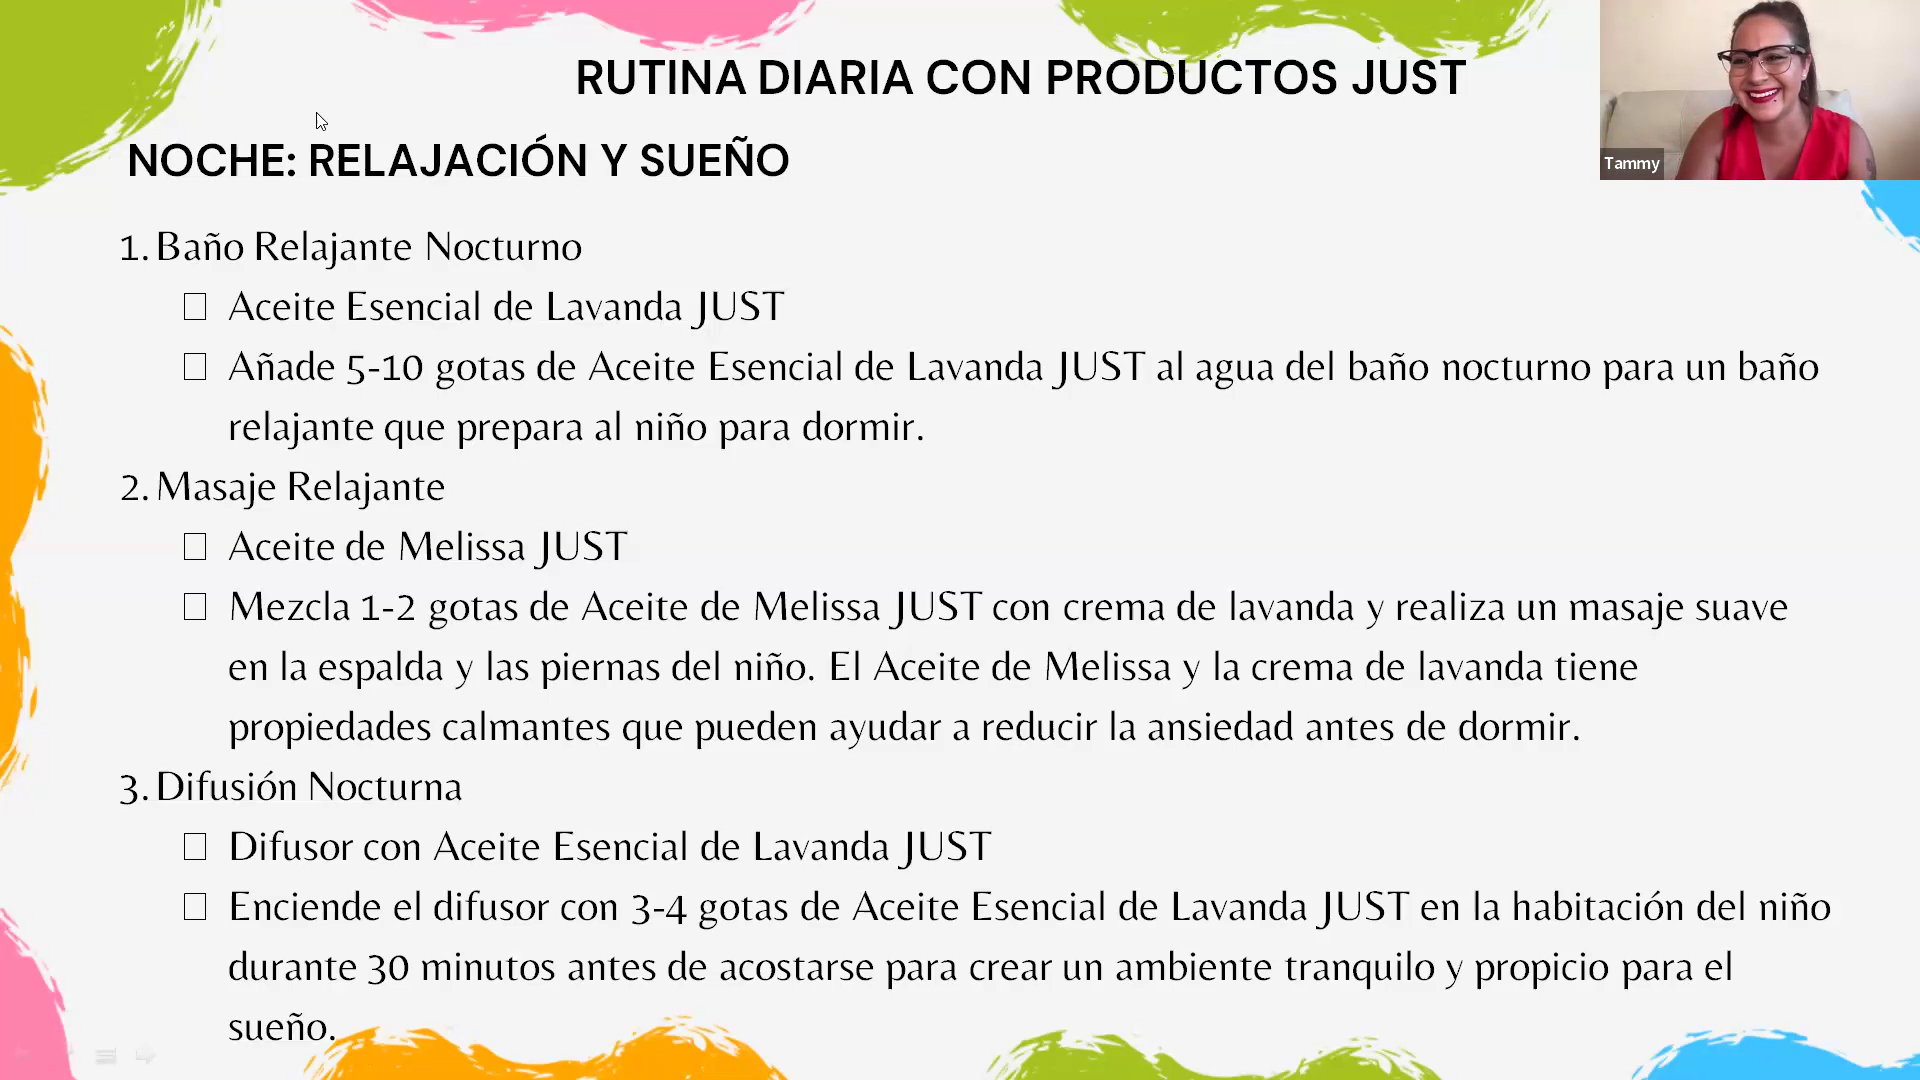 RUTINA DIARIA CON PRODUCTOS JUST
Tammy
NOCHE: RELAJACIÓN Y SUEÑO
1. Baño Relajante Nocturno
Aceite Esencial de Lavanda JUST
Añade 5-10 gotas de Aceite Esencial de Lavanda JUST al agua del baño nocturno para un baño
relajante que prepara al niño para dormir.
2. Masaje Relajante
Aceite de Melissa JUST
Mezcla 1-2 gotas de Aceite de Melissa JUST con crema de lavanda y realiza un masaje suave
en la espalda y las piernas del niño. El Aceite de Melissa y la crema de lavanda tiene
propiedades calmantes que pueden ayudar a reducir la ansiedad antes de dormir.
3. Difusión Nocturna
Difusor con Aceite Esencial de Lavanda JUST
Enciende el difusor con 3-4 gotas de Aceite Esencial de Lavanda JUST en la habitación del niño
durante 30 minutos antes de acostarse para crear un ambiente tranquilo y propicio para el
sueño.